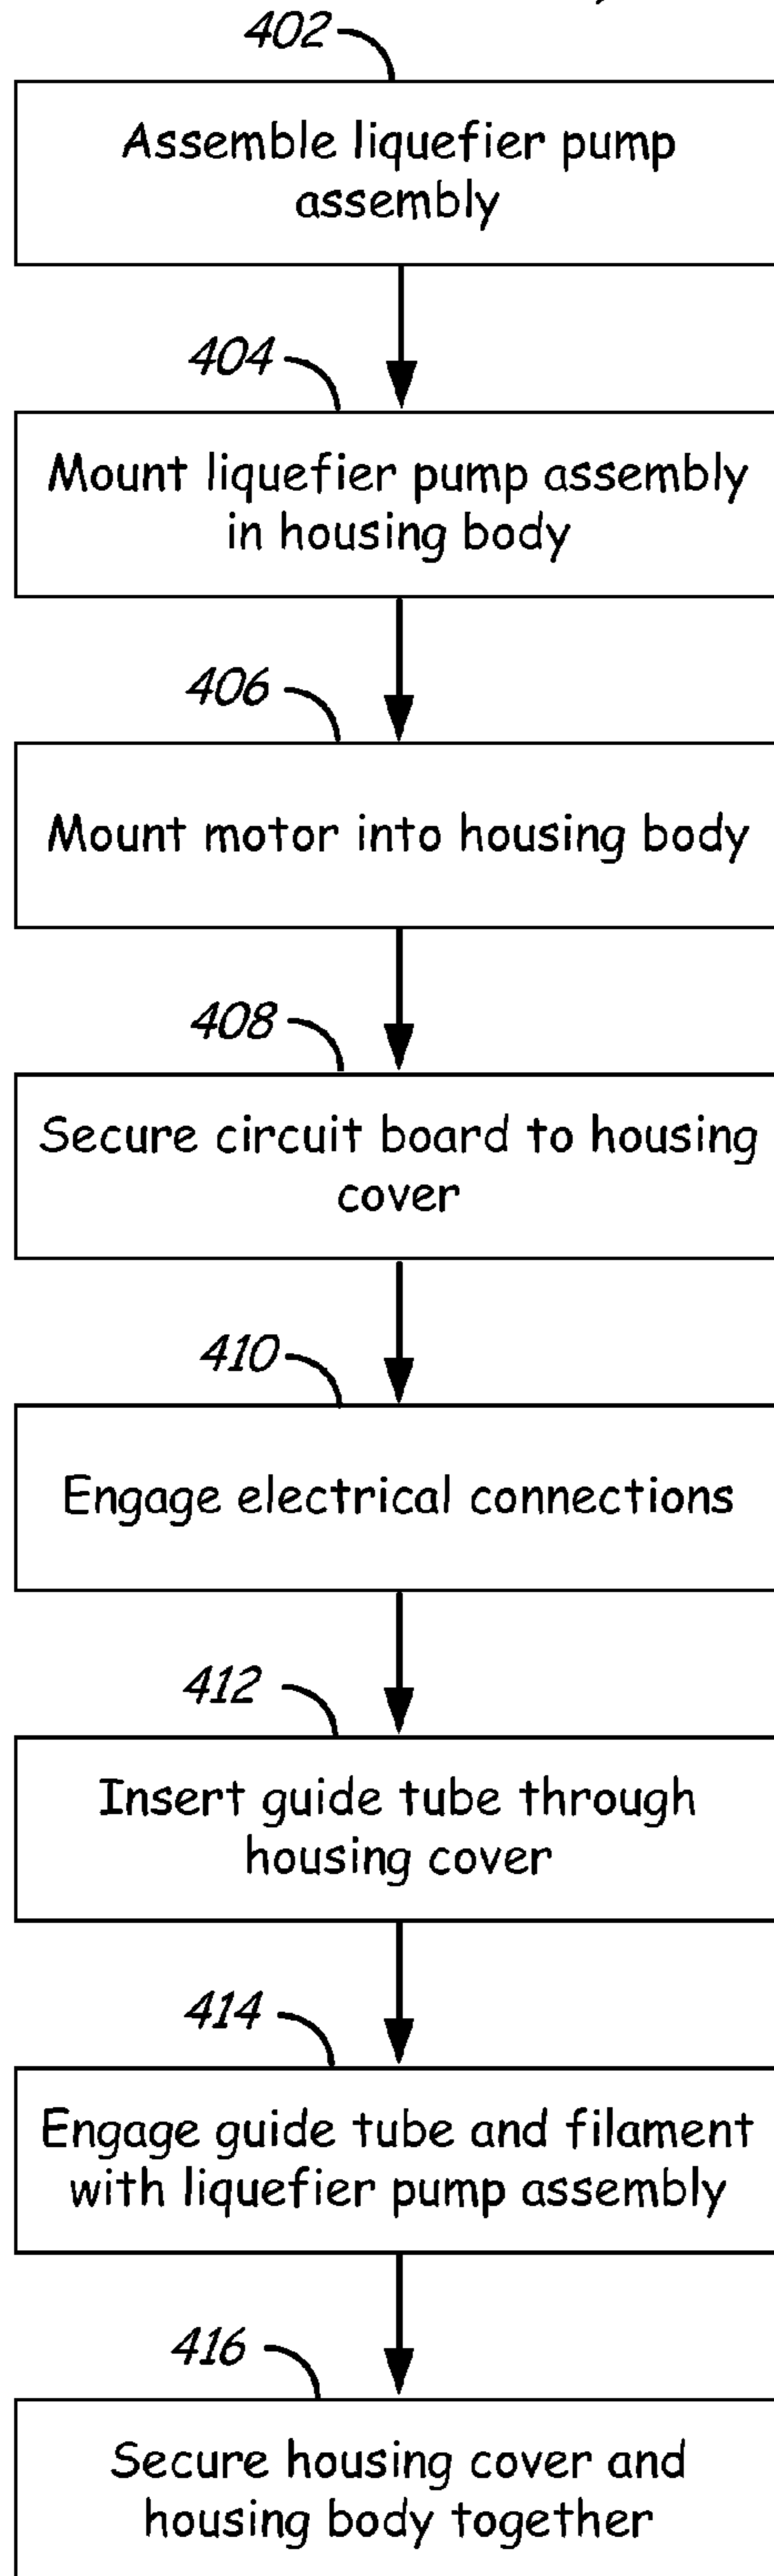 402
Assemble liquefier pump
assembly
404
Mount liquefier pump assembly
in housing body
406
Mount motor into housing body
408
Secure circuit board to housing
cover
410
Engage electrical connections
412
Insert guide tube through
housing cover
414
Engage guide tube and filament
with liquefier pump assembly
416
Secure housing cover and
housing body together